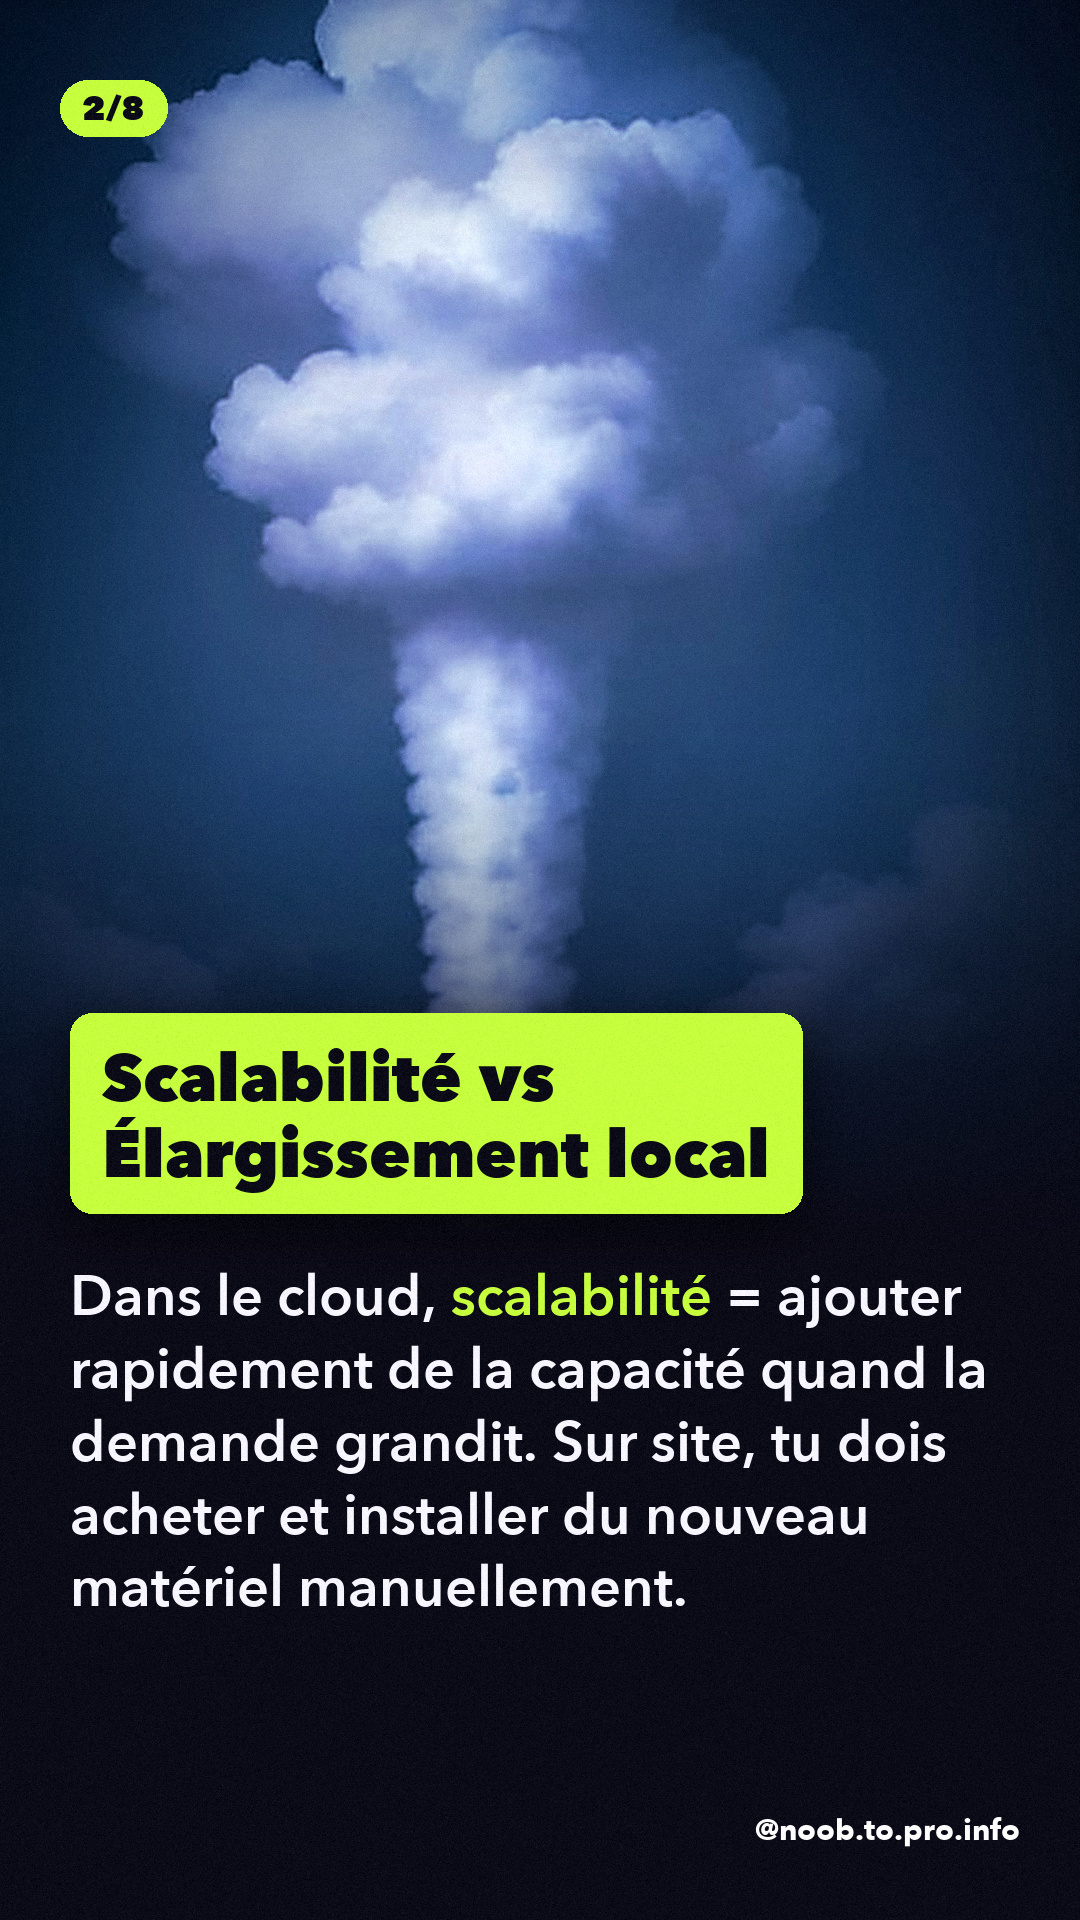 2/8
Scalabilité vs
Élargissement local
Dans le cloud, scalabilité = ajouter
rapidement de la capacité quand la
demande grandit. Sur site, tu dois
acheter et installer du nouveau
matériel manuellement.
@noob.to.pro.info